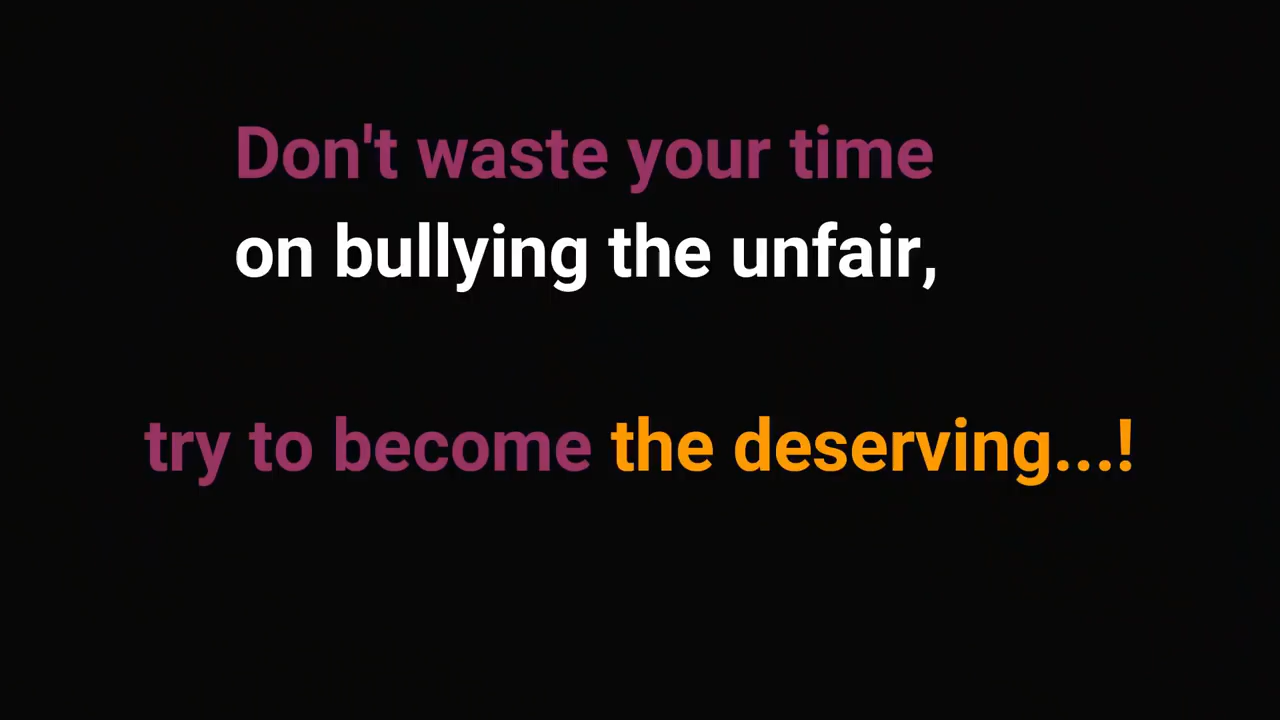 Don't waste your time
on bullying the unfair,
try to become the deserving...!